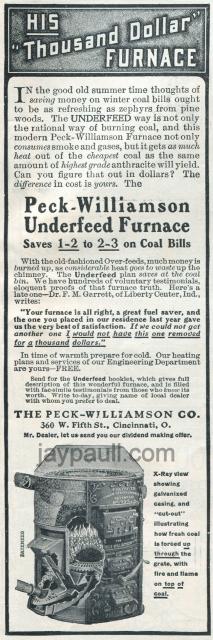 HIS
"Thousand Dollar"
FURNACE
IN the good old summer time thoughts of
saving money on winter coal bills ought
to be as refreshing as zephyrs from pine
woods. The UNDERFEED way is not only
the rational way of burning coal, and this
modern Peck-Williamson Furnace not only
consumes smoke and gases, but it gets as much
heat out of the cheapest coal as the same
amount of highest grade anthracite will yield.
Can you figure that out in dollars? The
difference in cost is yours. The
Peck-Williamson
Underfeed Furnace
Saves 1-2 to 2-3 on Coal Bills
With the old-fashioned Over-feeds, much money is
burned up, as considerable heat goes to waste up the
chimney. The Underfeed plan saves at the coal
bin. We have hundreds of voluntary testimonials,
eloquent proofs of that furnace truth. Here's a
late one—Dr. F. M. Garrett, of Liberty Center, Ind.,
writes:
"Your furnace is all right, a great fuel saver, and
the one you placed in our residence last year gave
us the very best of satisfaction. If we could not get
another one I would not have this one removed
for a thousand dollars."
In time of warmth prepare for cold. Our heating
plans and services of our Engineering Department
are yours—FREE.
Send for the Underfeed booklet, which gives full
description of this wonderful furnace, and is filled
with fac-simile testimonials from those who know its
worth. Write to-day, giving name of local dealer
with whom you prefer to deal.
THE PECK-WILLIAMSON CO.
360 W. Fifth St., Cincinnati, O.
Mr. Dealer, let us send you our dividend making offer.
jaypaull.com
X-Ray view
showing
galvanized
casing, and
"cut-out"
illustrating
how fresh coal
is forced up
through the
grate, with
fire and flame
on top of
coal.
PATENTED